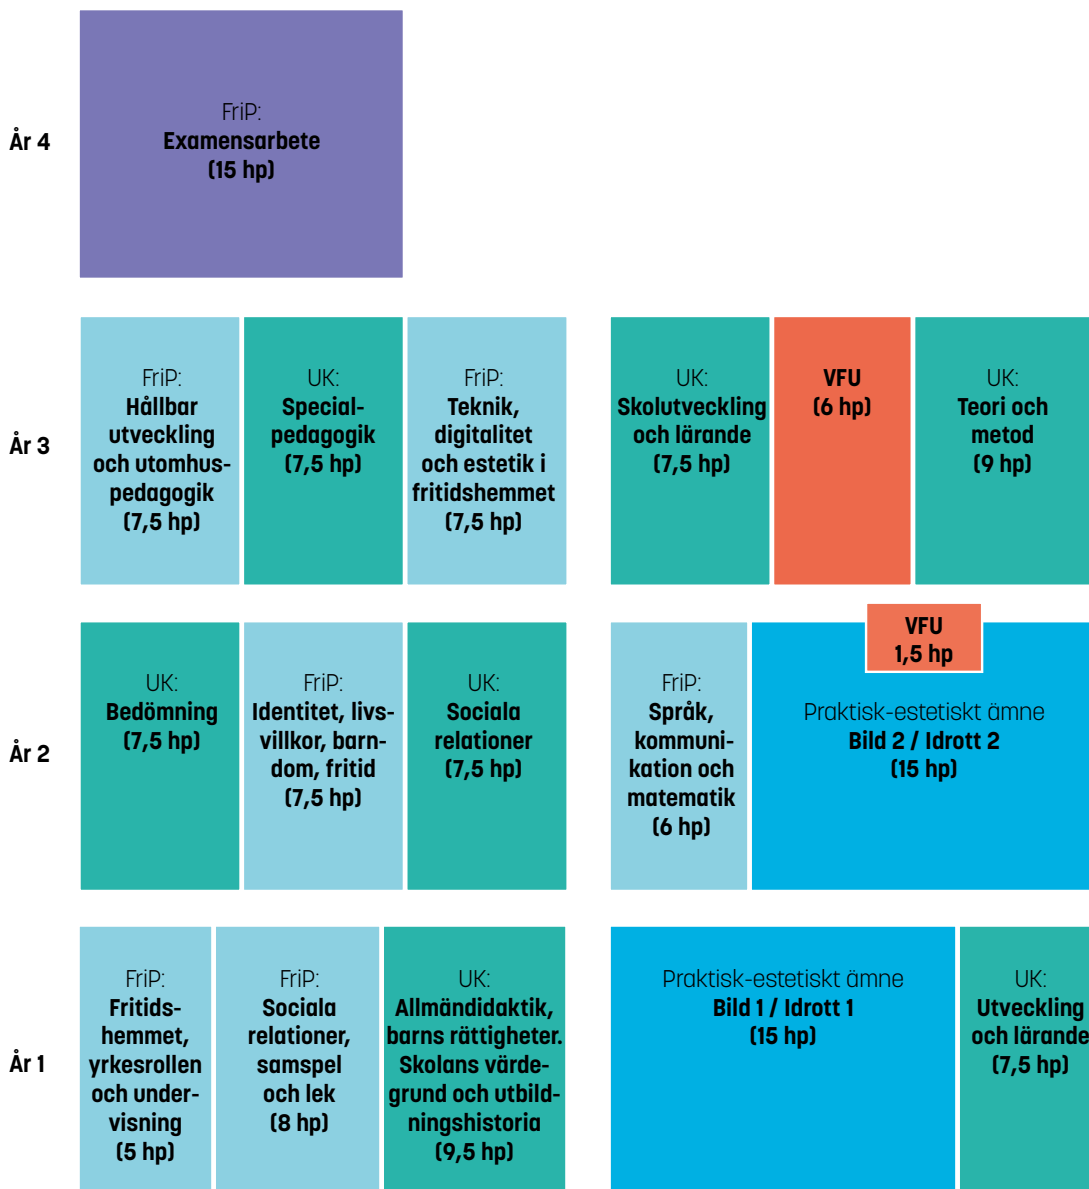 År 4
FriP:
Examensarbete
(15 hp)
År 3
FriP:
Hållbar
utveckling
och utomhus-
pedagogik
(7,5 hp)
UK:
Special-
pedagogik
(7,5 hp)
FriP:
Teknik,
digitalitet
och estetik i
fritidshemmet
(7,5 hp)
UK:
Skolutveckling
och lärande
(7,5 hp)
VFU
(6 hp)
UK:
Teori och
metod
(9 hp)
År 2
UK:
Bedömning
(7,5 hp)
FriP:
Identitet, livs-
villkor, barn-
dom, fritid
(7,5 hp)
UK:
Sociala
relationer
(7,5 hp)
FriP:
Språk,
kommuni-
kation och
matematik
(6 hp)
VFU
1,5 hp
Praktisk-estetiskt ämne
Bild 2 / Idrott 2
(15 hp)
År 1
FriP:
Fritids-
hemmet,
yrkesrollen
och under-
visning
(5 hp)
FriP:
Sociala
relationer,
samspel
och lek
(8 hp)
UK:
Allmändidaktik,
barns rättigheter.
Skolans värde-
grund och utbild-
ningshistoria
(9,5 hp)
Praktisk-estetiskt ämne
Bild 1 / Idrott 1
(15 hp)
UK:
Utveckling
och lärande
(7,5 hp)